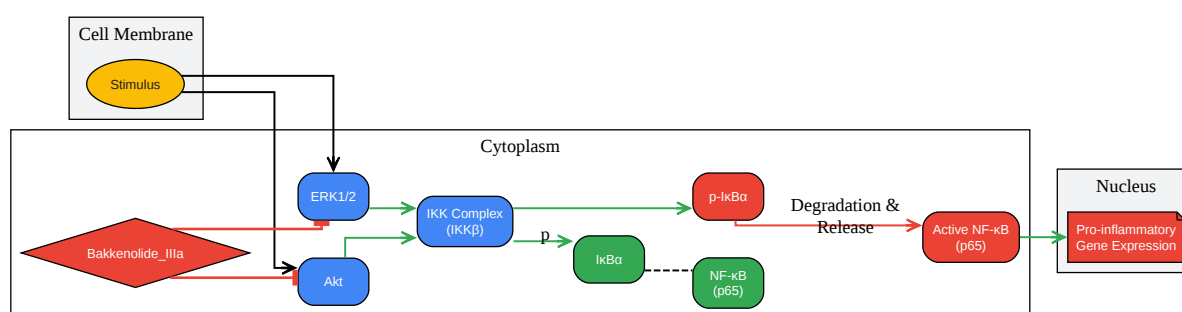 Cell Membrane
Stimulus
Cytoplasm
ERK1/2
Bakkenolide_IIIa
Akt
IKK Complex
(IKKβ)
p
IκBα
p-IκBα
NF-κB
(p65)
Degradation &
Release
Active NF-κB
(p65)
Nucleus
Pro-inflammatory
Gene Expression